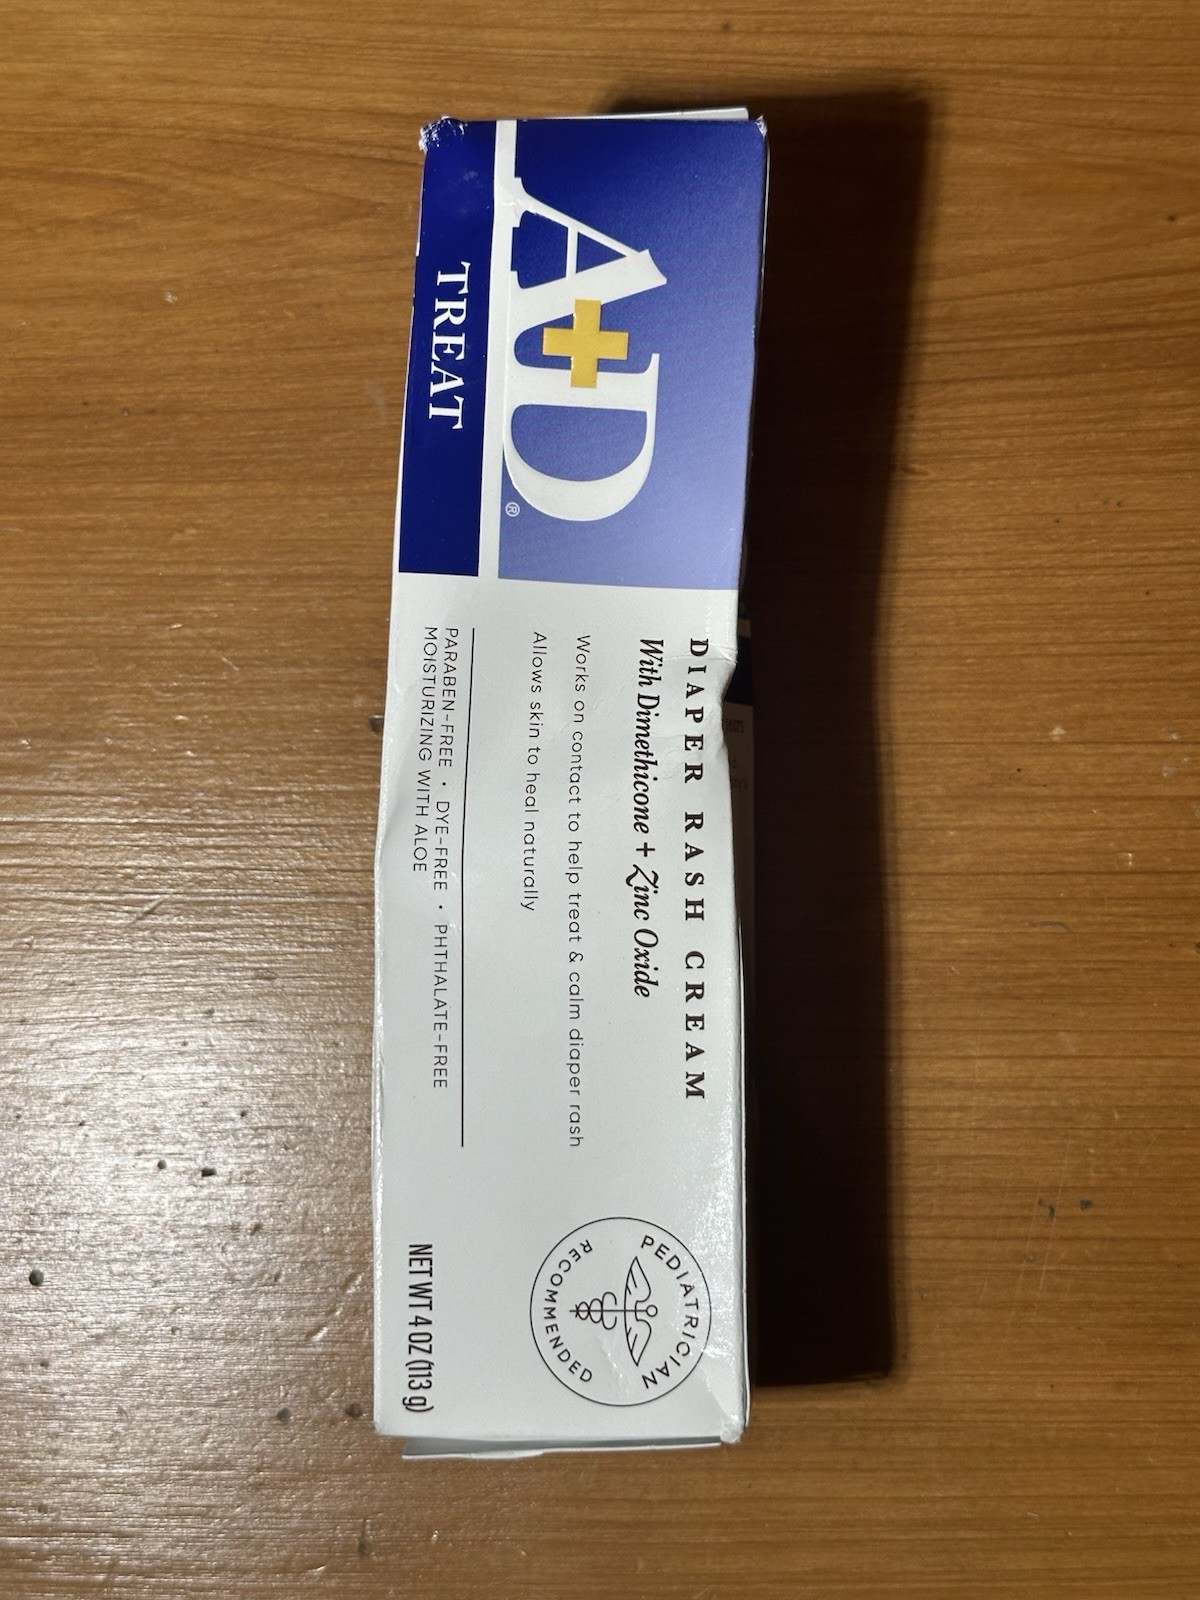 A+D®
TREAT
DIAPER RASH CREAM
With Dimethicone + Zinc Oxide
Works on contact to help treat & calm diaper rash
Allows skin to heal naturally
PARABEN-FREE • DYE-FREE • PHTHALATE-FREE
MOISTURIZING WITH ALOE
PEDIATRICIAN
RECOMMENDED
NET WT 4 OZ (113 g)